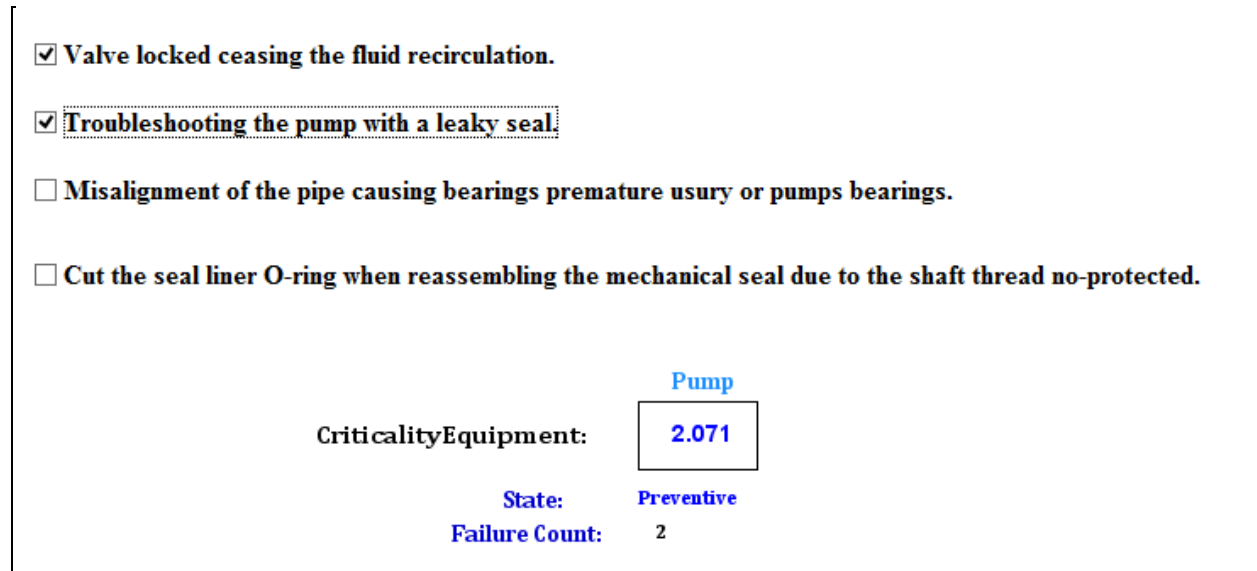 Valve locked ceasing the fluid recirculation.
Troubleshooting the pump with a leaky seal.
Misalignment of the pipe causing bearings premature usury or pumps bearings.
Cut the seal liner O-ring when reassembling the mechanical seal due to the shaft thread no-protected.
Pump
CriticalityEquipment: 2.071
State: Preventive
Failure Count: 2